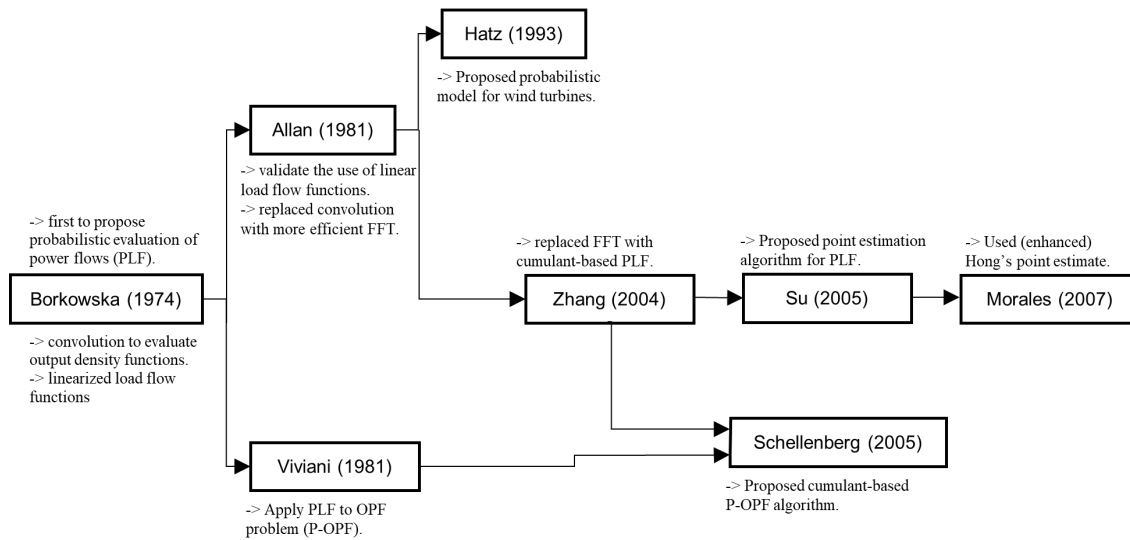 Hatz (1993)
-> Proposed probabilistic
model for wind turbines.
Allan (1981)
-> validate the use of linear
load flow functions.
-> replaced convolution
with more efficient FFT.
-> first to propose
probabilistic evaluation of
power flows (PLF).
Borkowska (1974)
-> convolution to evaluate
output density functions.
-> linearized load flow
functions
-> replaced FFT with
cumulant-based PLF.
Zhang (2004)
-> Proposed point estimation
algorithm for PLF.
Su (2005)
-> Used (enhanced)
Hong's point estimate.
Morales (2007)
Viviani (1981)
-> Apply PLF to OPF
problem (P-OPF).
Schellenberg (2005)
-> Proposed cumulant-based
P-OPF algorithm.